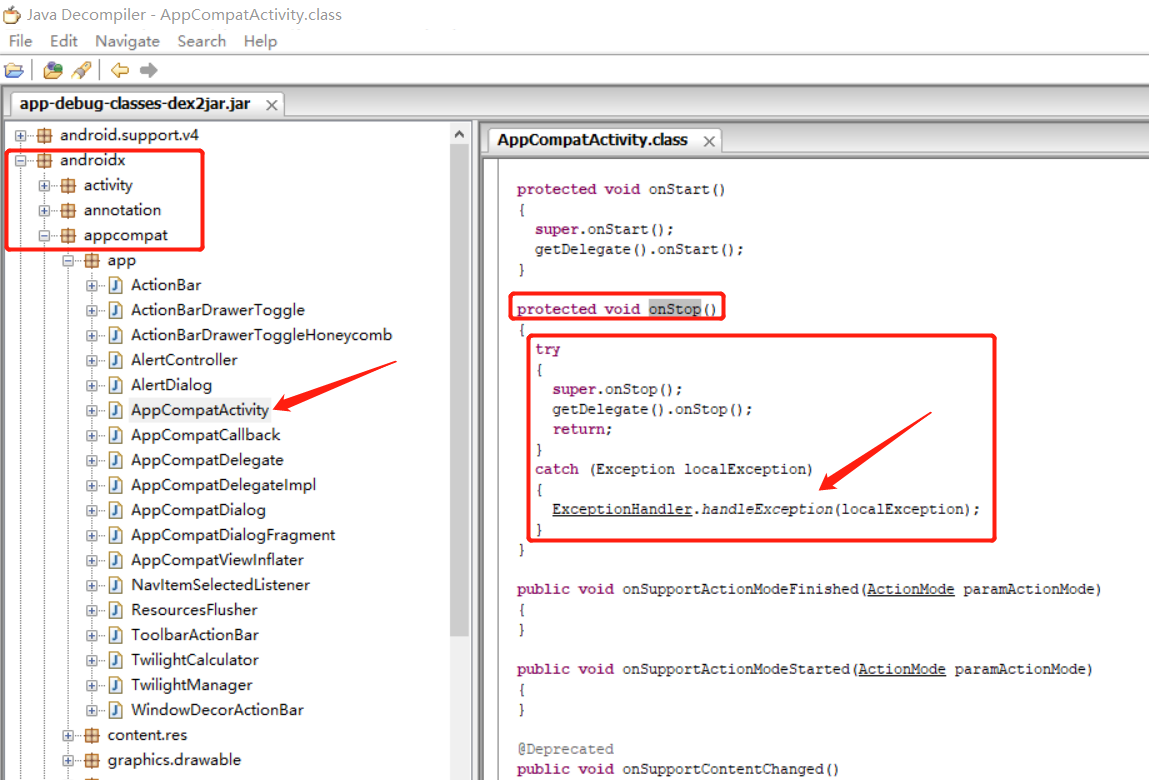 Java Decompiler - AppCompatActivity.class
File Edit Navigate Search Help
app-debug-classes-dex2jar.jar
android.support.v4
androidx
activity
annotation
appcompat
app
ActionBar
ActionBarDrawerToggle
ActionBarDrawerToggleHoneycomb
AlertController
AlertDialog
AppCompatActivity
AppCompatCallback
AppCompatDelegate
AppCompatDelegateImpl
AppCompatDialog
AppCompatDialogFragment
AppCompatViewInflater
NavItemSelectedListener
ResourcesFlusher
ToolbarActionBar
TwilightCalculator
TwilightManager
WindowDecorActionBar
content.res
graphics.drawable
AppCompatActivity.class
protected void onStart()
{
super.onStart();
getDelegate().onStart();
}
protected void onStop()
{
try
{
super.onStop();
getDelegate().onStop();
return;
}
catch (Exception localException)
{
ExceptionHandler.handleException(localException);
}
}
public void onSupportActionModeFinished(ActionMode paramActionMode)
{
}
public void onSupportActionModeStarted(ActionMode paramActionMode)
{
}
@Deprecated
public void onSupportContentChanged()